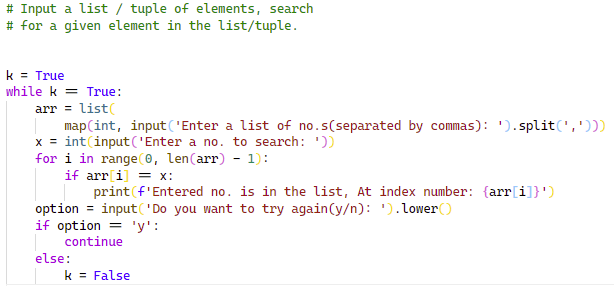 # Input a list / tuple of elements, search
# for a given element in the list/tuple.
k = True
while k == True:
    arr = list(
        map(int, input('Enter a list of no.s(separated by commas): ').split(',')))
    x = int(input('Enter a no. to search: '))
    for i in range(0, len(arr) - 1):
        if arr[i] == x:
            print(f'Entered no. is in the list, At index number: {arr[i]}')
    option = input('Do you want to try again(y/n): ').lower()
    if option == 'y':
        continue
    else:
        k = False